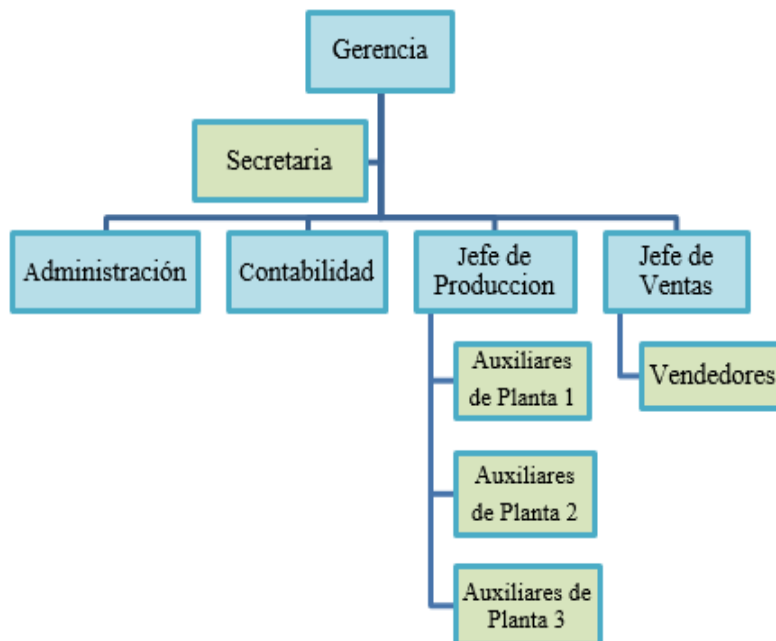 Gerencia
Secretaria
Administración
Contabilidad
Jefe de
Produccion
Jefe de
Ventas
Auxiliares
de Planta 1
Vendedores
Auxiliares
de Planta 2
Auxiliares de
Planta 3